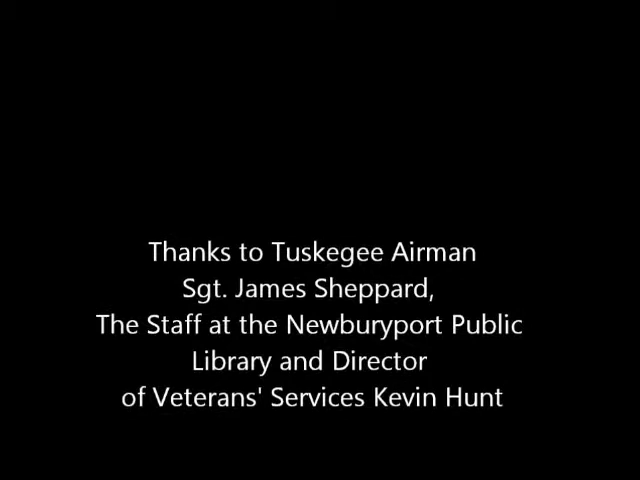 Thanks to Tuskegee Airman
Sgt. James Sheppard,
The Staff at the Newburyport Public
Library and Director
of Veterans' Services Kevin Hunt